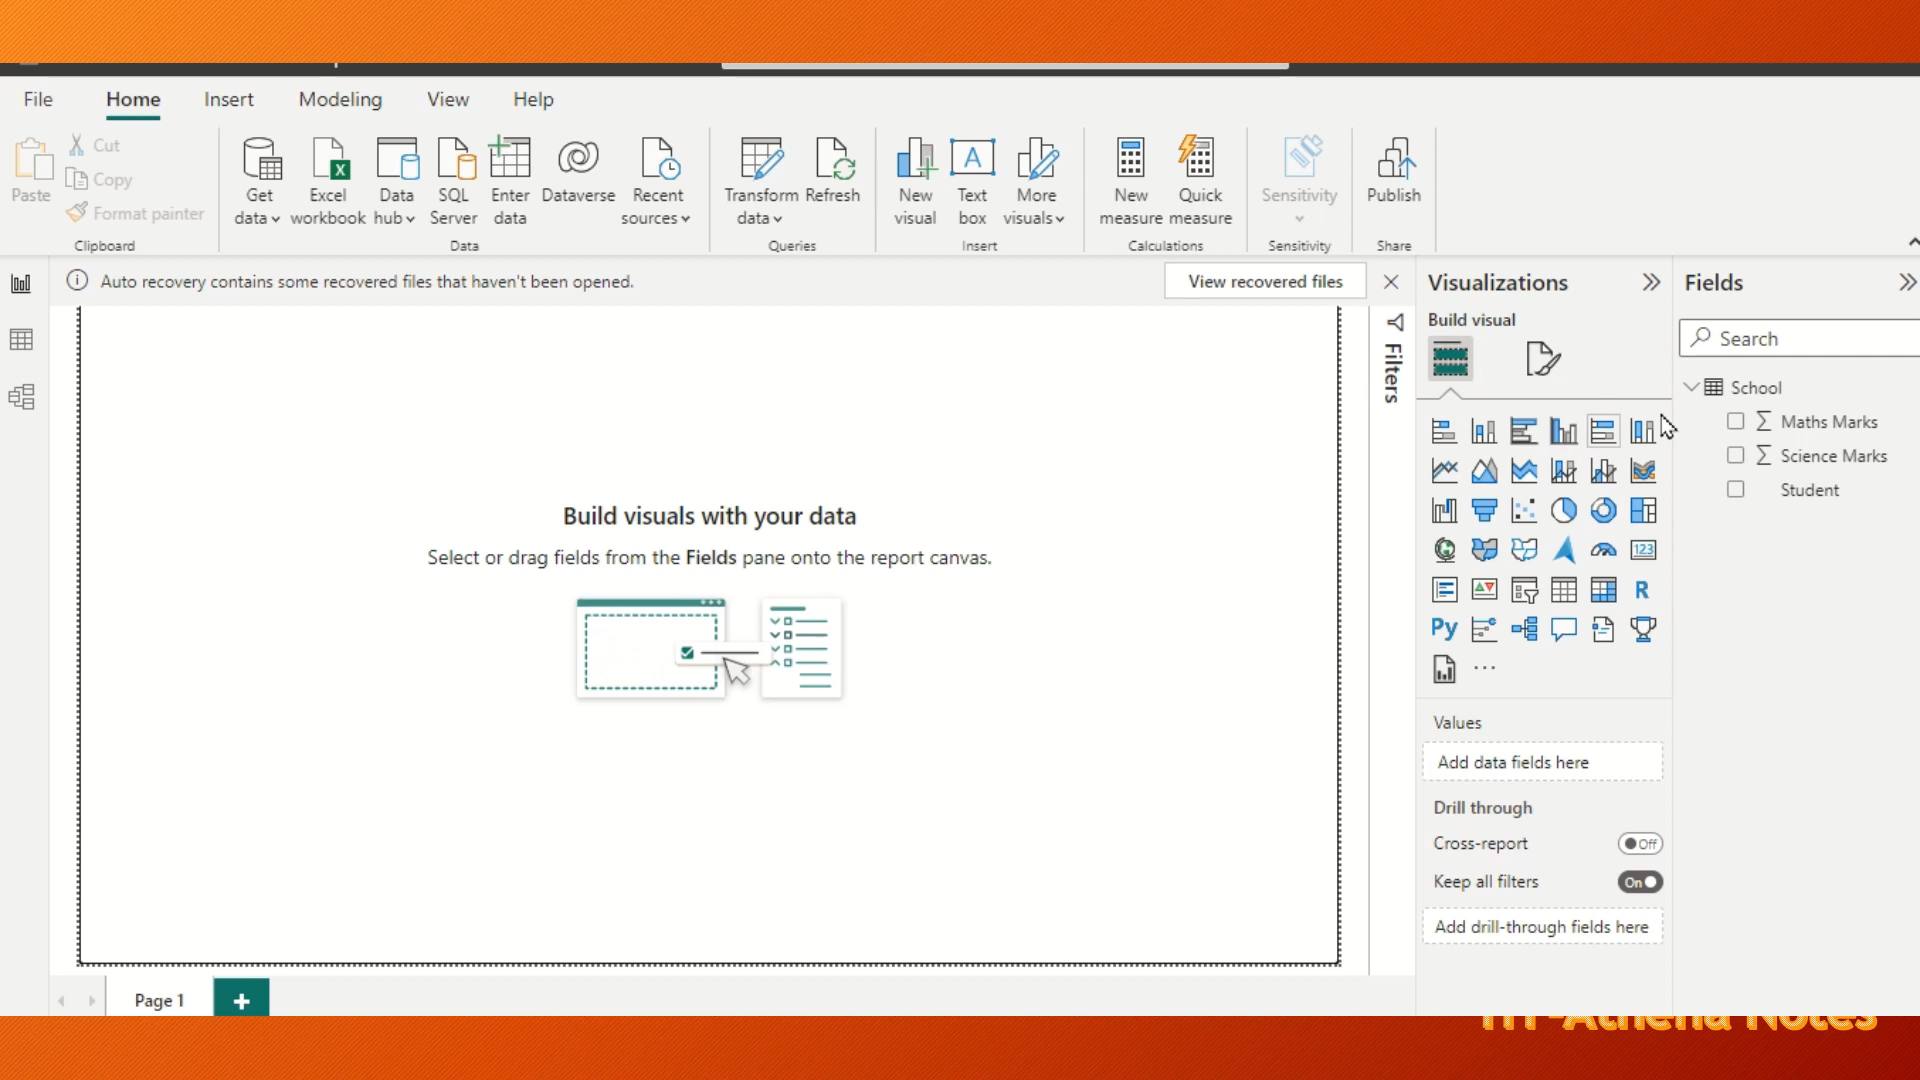 File Home Insert Modeling View Help
Paste
Cut
Copy
Format painter
Clipboard
Get data
Excel workbook
Data hub
SQL Server
Enter data
Dataverse
Recent sources
Data
Transform data
Refresh
Queries
New visual
Text box
More visuals
Insert
New measure
Quick measure
Calculations
Sensitivity
Sensitivity
Publish
Share
Auto recovery contains some recovered files that haven't been opened.
View recovered files
Filters
Build visuals with your data
Select or drag fields from the Fields pane onto the report canvas.
Visualizations
Build visual
123
R
Py
Values
Add data fields here
Drill through
Cross-report
Off
Keep all filters
On
Add drill-through fields here
Fields
Search
School
Maths Marks
Science Marks
Student
Page 1
Athena Notes